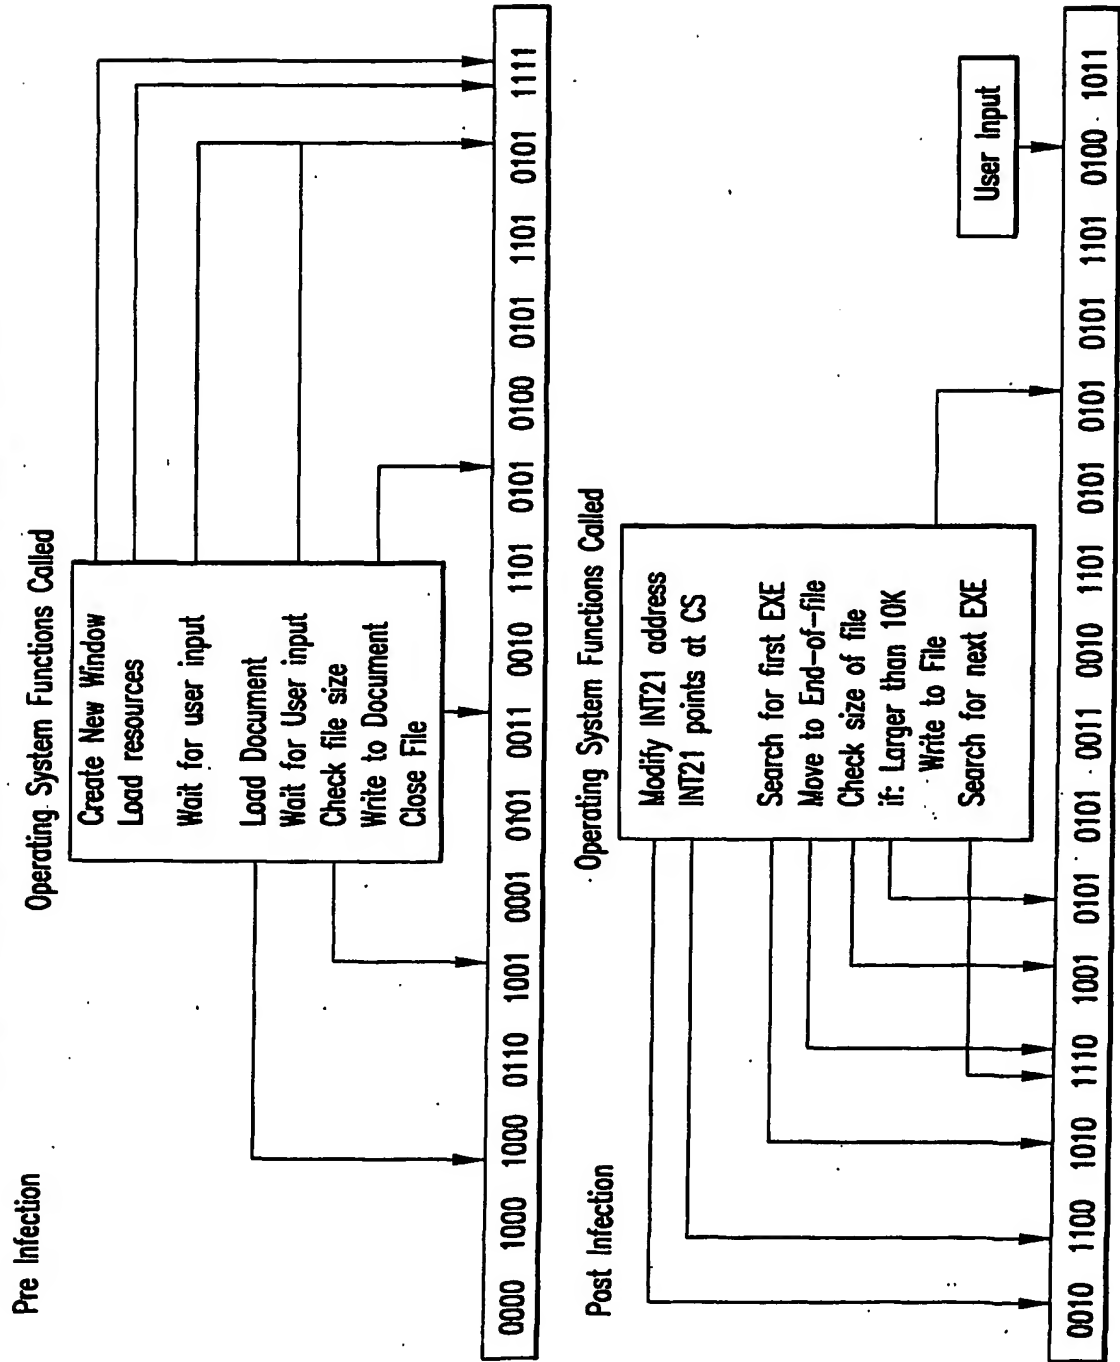 Pre Infection
Operating System Functions Called
Create New Window
Load resources
Wait for user input
Load Document
Wait for User input
Check file size
Write to Document
Close File
0000 1000 1000 0110 1001 0001 0101 0011 0010 1101 0101 0100 0101 1101 0101 1111
Post Infection
Operating System Functions Called
Modify INT21 address
INT21 points at CS
Search for first EXE
Move to End-of-file
Check size of file
if: Larger than 10K
Write to File
Search for next EXE
User Input
0010 1100 1010 1110 1001 0101 0101 0011 0010 1101 0101 0101 0101 1101 0100 1011